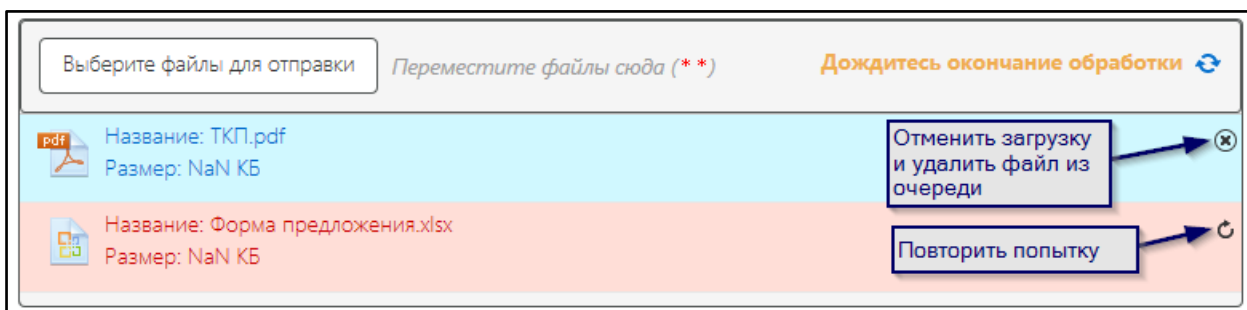 Выберите файлы для отправки Переместите файлы сюда (* *) Дождитесь окончание обработки
pdf
Название: ТКП.pdf
Размер: NaN КБ
Отменить загрузку
и удалить файл из
очереди
Название: Форма предложения.xlsx
Размер: NaN КБ
Повторить попытку